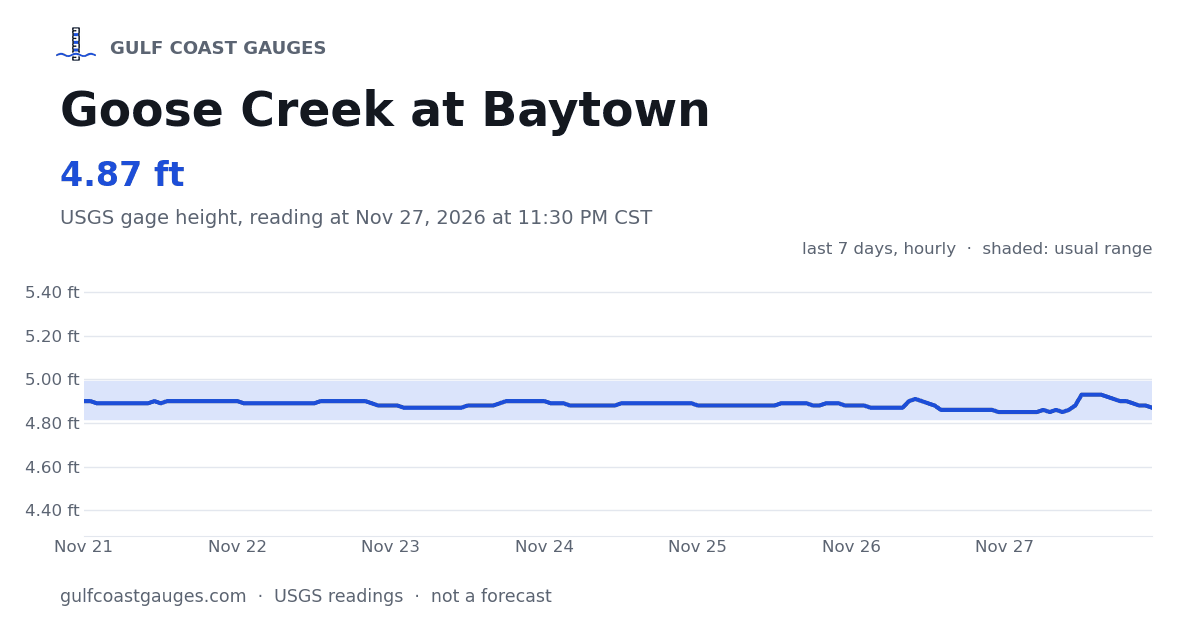 GULF COAST GAUGES
Goose Creek at Baytown
4.87 ft
USGS gage height, reading at Nov 27, 2026 at 11:30 PM CST
last 7 days, hourly · shaded: usual range
5.40 ft
5.20 ft
5.00 ft
4.80 ft
4.60 ft
4.40 ft
Nov 21 Nov 22 Nov 23 Nov 24 Nov 25 Nov 26 Nov 27
gulfcoastgauges.com · USGS readings · not a forecast